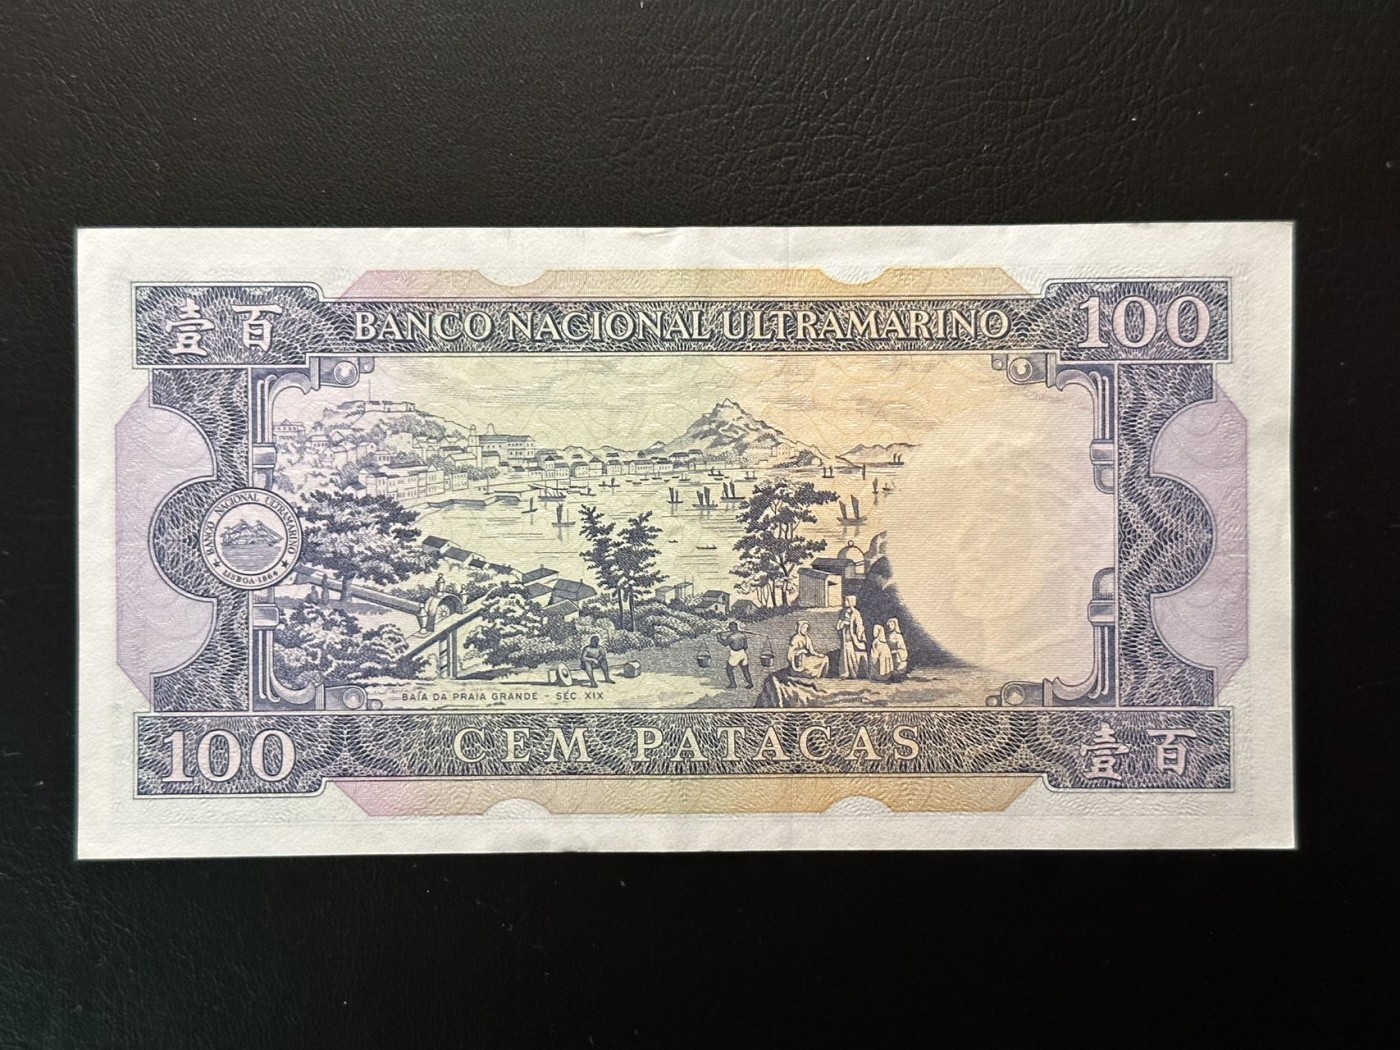 壹百
BANCO NACIONAL ULTRAMARINO
100
BANCO NACIONAL ULTRAMARINO
LISBOA-1864
BAÍA DA PRAIA GRANDE - SÉC. XIX
100
CEM PATACAS
壹百